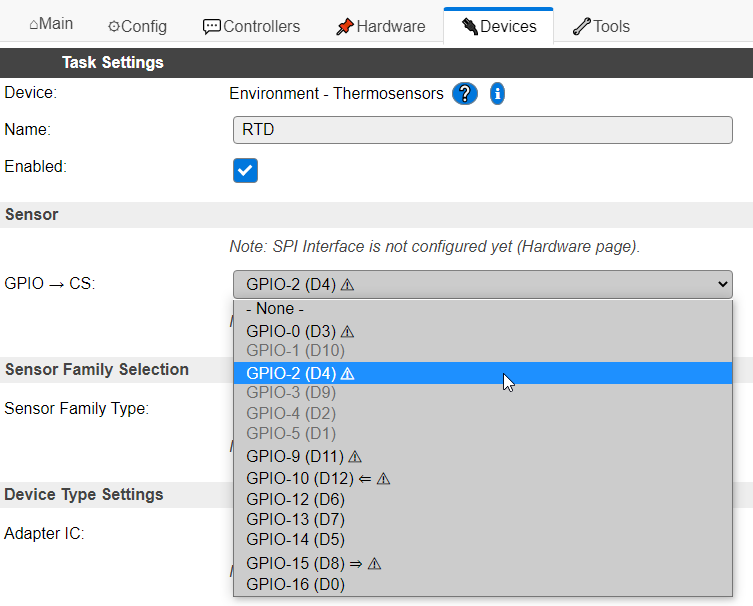 ⌂Main ⚙Config 💬Controllers 📌Hardware 🔌Devices 🔧Tools
Task Settings
Device: Environment - Thermosensors ? i
Name: RTD
Enabled:
Sensor
Note: SPI Interface is not configured yet (Hardware page).
GPIO → CS: GPIO-2 (D4) ⚠
- None -
GPIO-0 (D3) ⚠
GPIO-1 (D10)
GPIO-2 (D4) ⚠
GPIO-3 (D9)
GPIO-4 (D2)
GPIO-5 (D1)
GPIO-9 (D11) ⚠
GPIO-10 (D12) ⇐ ⚠
GPIO-12 (D6)
GPIO-13 (D7)
GPIO-14 (D5)
GPIO-15 (D8) ⇒ ⚠
GPIO-16 (D0)
Sensor Family Selection
Sensor Family Type:
Device Type Settings
Adapter IC: